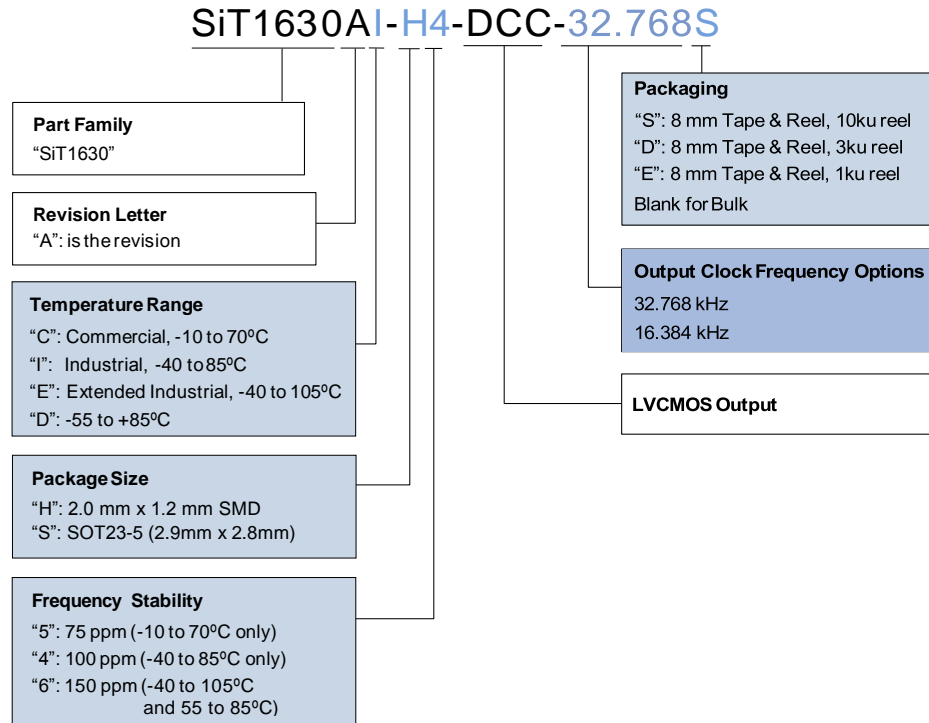 SiT1630AI-H4-DCC-32.768S
Part Family
“SiT1630”
Revision Letter
“A”: is the revision
Temperature Range
“C”: Commercial, -10 to 70ºC
“I”: Industrial, -40 to 85ºC
“E”: Extended Industrial, -40 to 105ºC
“D”: -55 to +85ºC
Package Size
“H”: 2.0 mm x 1.2 mm SMD
“S”: SOT23-5 (2.9mm x 2.8mm)
Frequency Stability
“5”: 75 ppm (-10 to 70ºC only)
“4”: 100 ppm (-40 to 85ºC only)
“6”: 150 ppm (-40 to 105ºC
and 55 to 85ºC)
Packaging
“S”: 8 mm Tape & Reel, 10ku reel
“D”: 8 mm Tape & Reel, 3ku reel
“E”: 8 mm Tape & Reel, 1ku reel
Blank for Bulk
Output Clock Frequency Options
32.768 kHz
16.384 kHz
LVCMOS Output